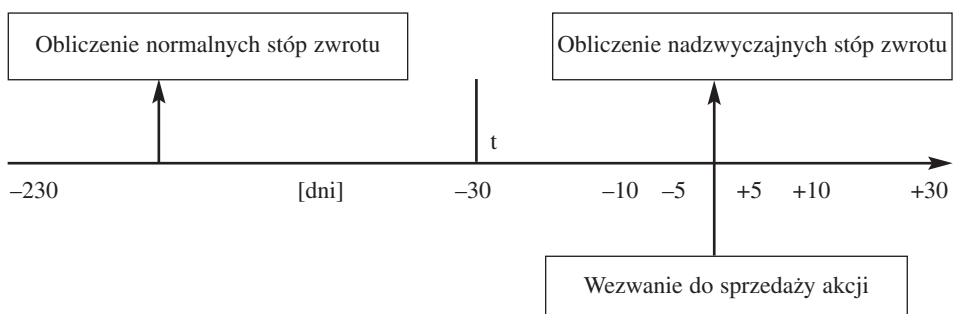 Obliczenie normalnych stóp zwrotu
Obliczenie nadzwyczajnych stóp zwrotu
t
–230 [dni] –30 –10 –5 +5 +10 +30
Wezwanie do sprzedaży akcji